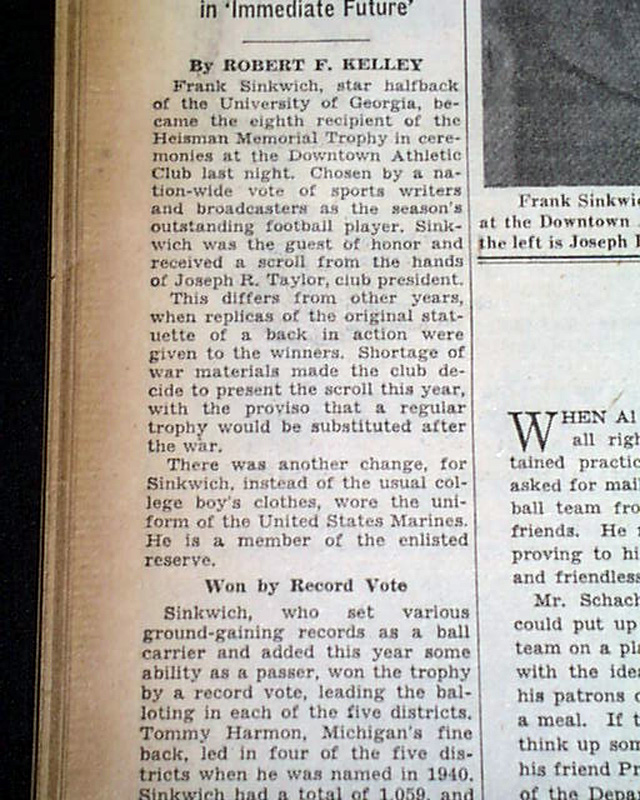 in 'Immediate Future'
By ROBERT F. KELLEY
Frank Sinkwich, star halfback
of the University of Georgia, be-
came the eighth recipient of the
Heisman Memorial Trophy in cere-
monies at the Downtown Athletic
Club last night. Chosen by a na-
tion-wide vote of sports writers
and broadcasters as the season's
outstanding football player, Sink-
wich was the guest of honor and
received a scroll from the hands
of Joseph R. Taylor, club president.
This differs from other years,
when replicas of the original stat-
uette of a back in action were
given to the winners. Shortage of
war materials made the club de-
cide to present the scroll this year,
with the proviso that a regular
trophy would be substituted after
the war.
There was another change, for
Sinkwich, instead of the usual col-
lege boy's clothes, wore the uni-
form of the United States Marines.
He is a member of the enlisted
reserve.
Won by Record Vote
Sinkwich, who set various
ground-gaining records as a ball
carrier and added this year some
ability as a passer, won the trophy
by a record vote, leading the bal-
loting in each of the five districts.
Tommy Harmon, Michigan's fine
back, led in four of the five dis-
tricts when he was named in 1940.
Sinkwich had a total of 1,059, and
Frank Sinkwi
at the Downtown
the left is Joseph
WHEN Al
all righ
tained practic
asked for mai
ball team fro
friends. He
proving to hi
and friendless
Mr. Schach
could put up
team on a pla
with the idea
his patrons
a meal. If t
think up som
his friend Pr
of the Depa